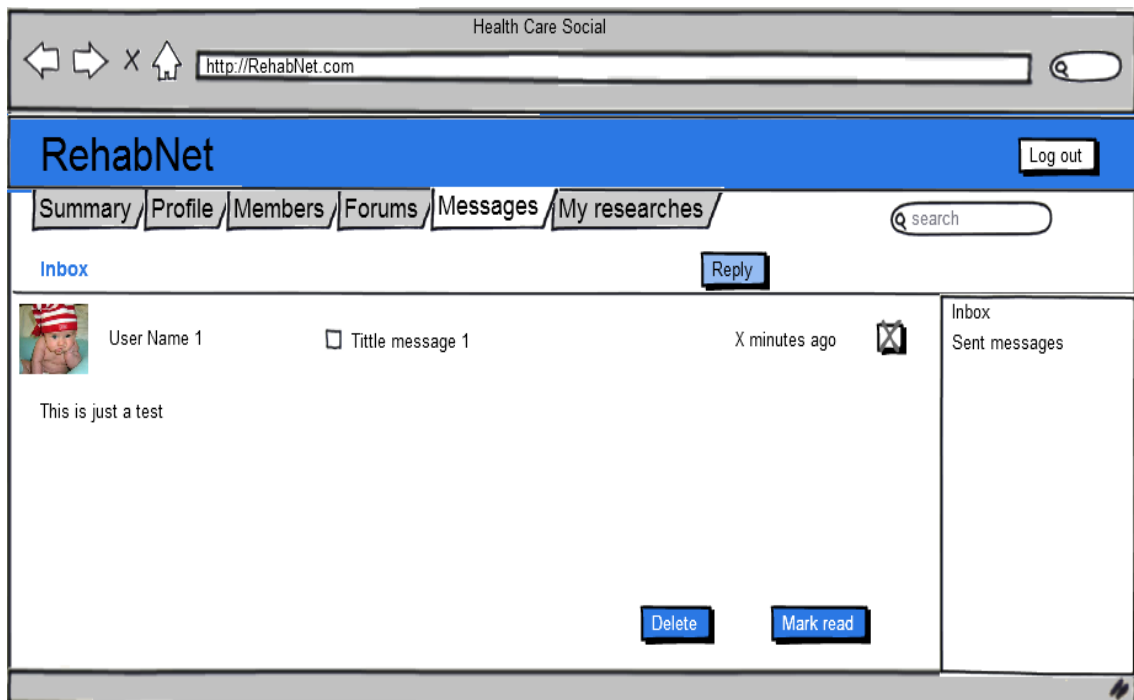 Health Care Social
http://RehabNet.com
RehabNet
Log out
Summary Profile Members Forums Messages My researches
search
Inbox Reply
User Name 1 Tittle message 1 X minutes ago
This is just a test
Delete Mark read
Inbox
Sent messages